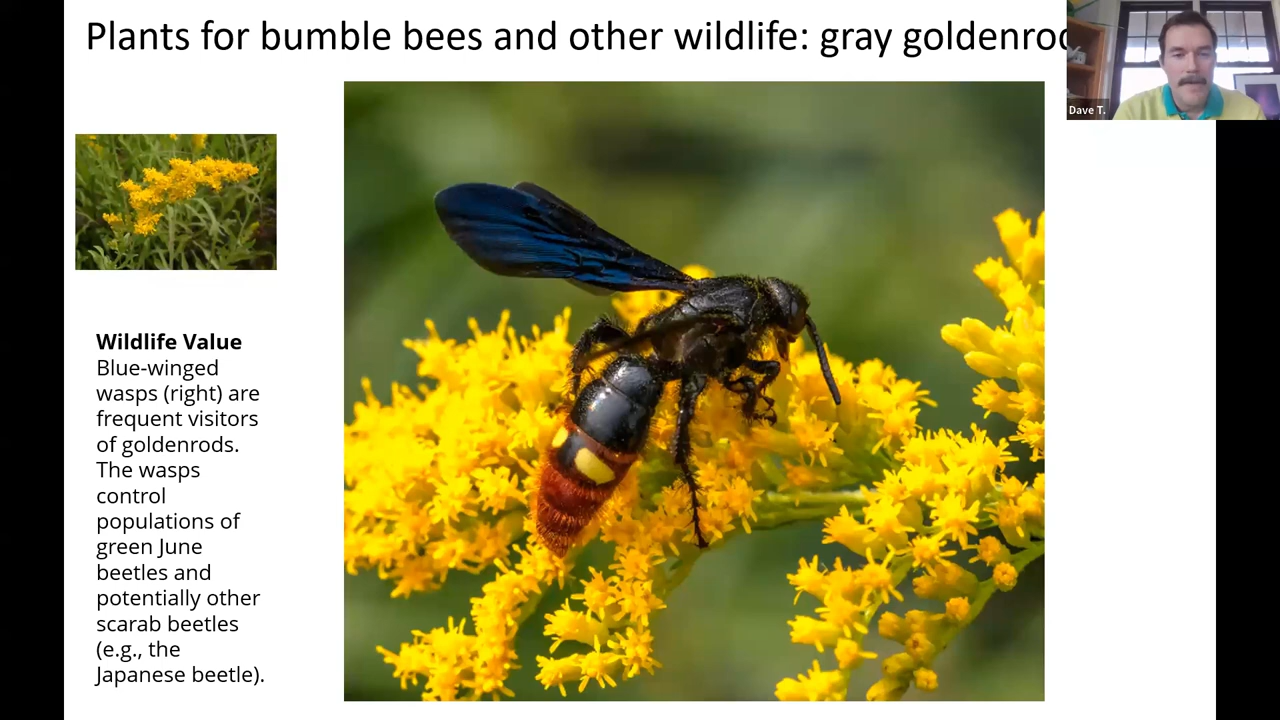 Plants for bumble bees and other wildlife: gray goldenrod
Dave T.
Wildlife Value
Blue-winged
wasps (right) are
frequent visitors
of goldenrods.
The wasps
control
populations of
green June
beetles and
potentially other
scarab beetles
(e.g., the
Japanese beetle).